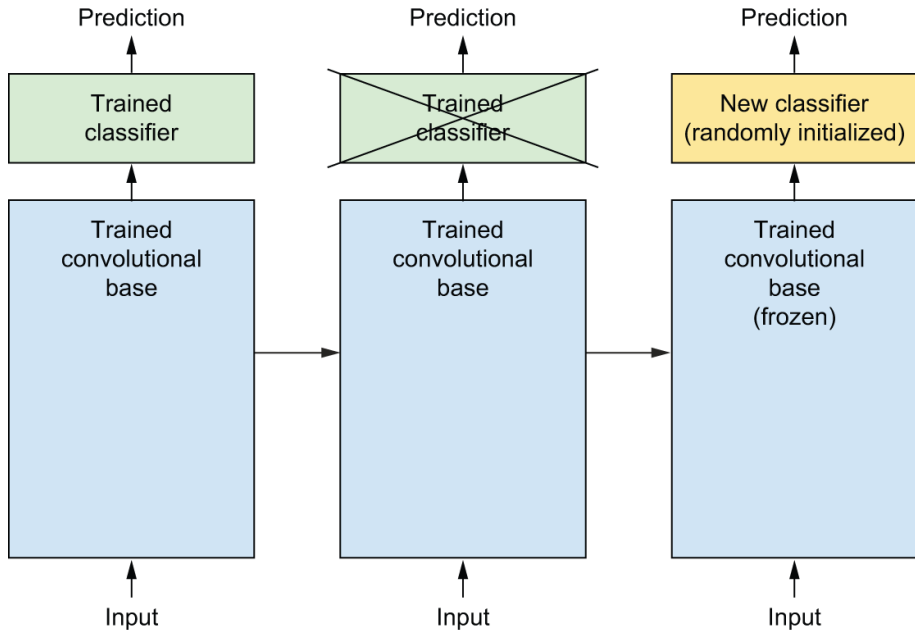 Prediction
Trained
classifier
Trained
convolutional
base
Input
Prediction
Trained
classifier
Trained
convolutional
base
Input
Prediction
New classifier
(randomly initialized)
Trained
convolutional
base
(frozen)
Input